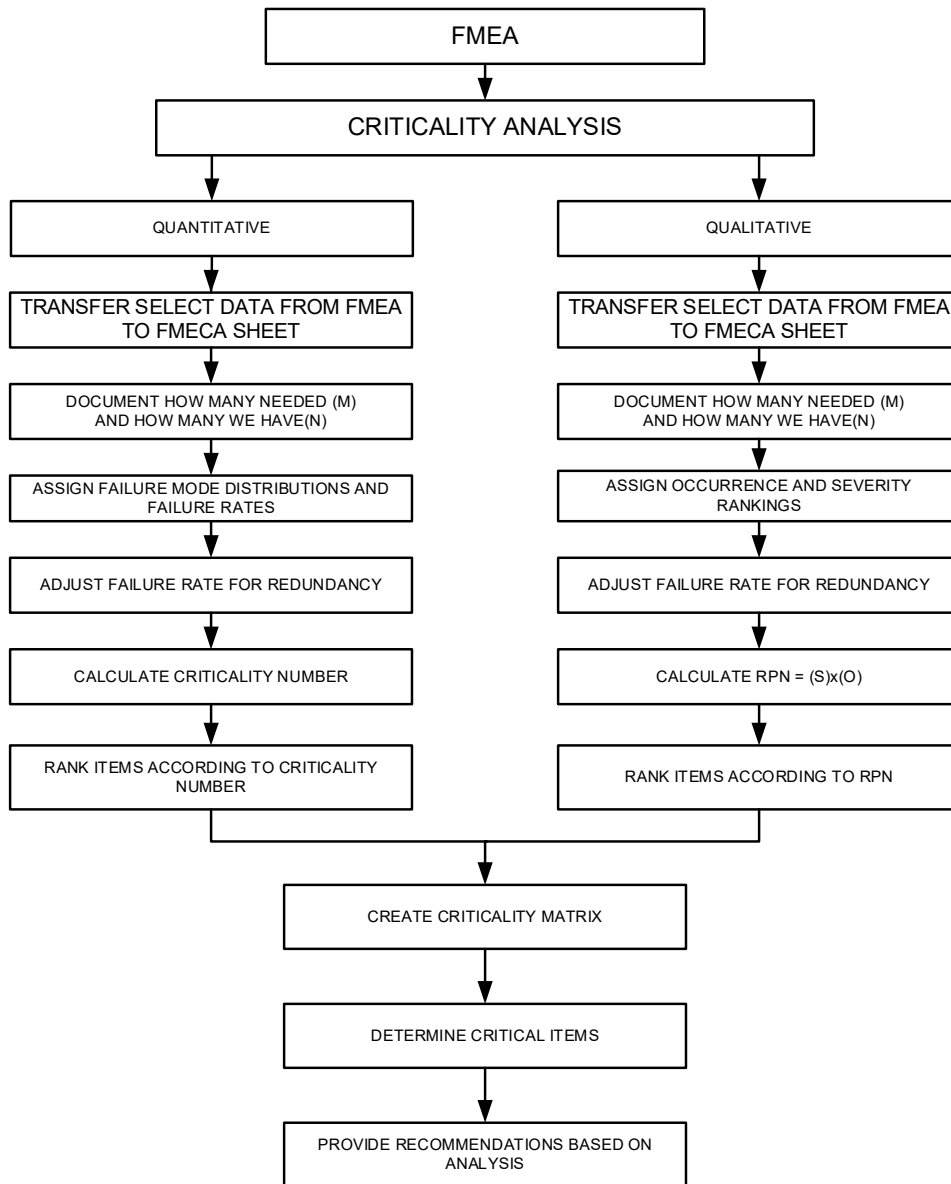 FMEA
CRITICALITY ANALYSIS
QUANTITATIVE
TRANSFER SELECT DATA FROM FMEA
TO FMECA SHEET
DOCUMENT HOW MANY NEEDED (M)
AND HOW MANY WE HAVE(N)
ASSIGN FAILURE MODE DISTRIBUTIONS AND
FAILURE RATES
ADJUST FAILURE RATE FOR REDUNDANCY
CALCULATE CRITICALITY NUMBER
RANK ITEMS ACCORDING TO CRITICALITY
NUMBER
QUALITATIVE
TRANSFER SELECT DATA FROM FMEA
TO FMECA SHEET
DOCUMENT HOW MANY NEEDED (M)
AND HOW MANY WE HAVE(N)
ASSIGN OCCURRENCE AND SEVERITY
RANKINGS
ADJUST FAILURE RATE FOR REDUNDANCY
CALCULATE RPN = (S)x(O)
RANK ITEMS ACCORDING TO RPN
CREATE CRITICALITY MATRIX
DETERMINE CRITICAL ITEMS
PROVIDE RECOMMENDATIONS BASED ON
ANALYSIS